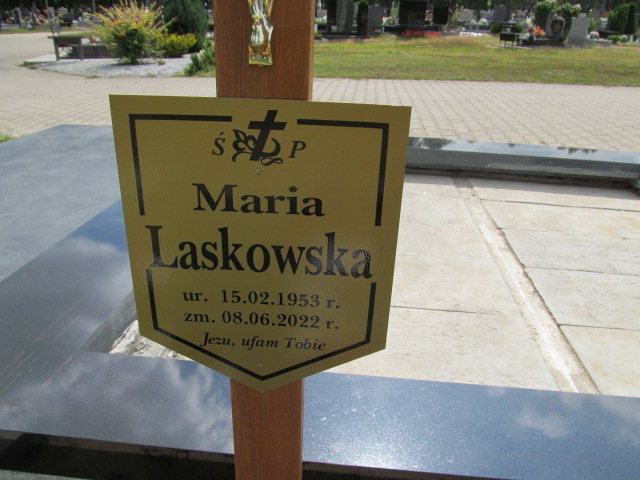 Ś P
Maria
Laskowska
ur. 15.02.1953 r.
zm. 08.06.2022 r.
Jezu, ufam Tobie